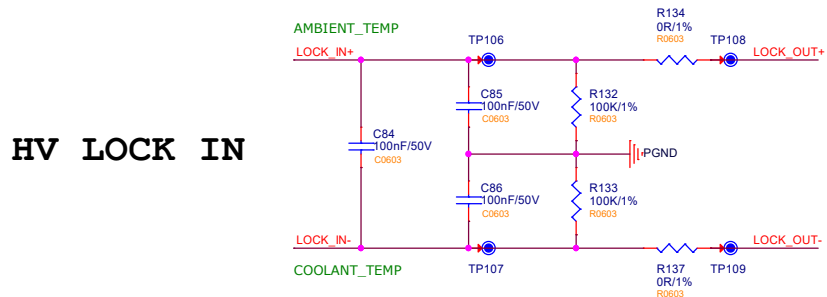 AMBIENT_TEMP
LOCK_IN+
TP106
R134
0R/1%
R0603
TP108
LOCK_OUT+
C85
100nF/50V
C0603
R132
100K/1%
R0603
HV LOCK IN
C84
100nF/50V
C0603
PGND
C86
100nF/50V
C0603
R133
100K/1%
R0603
LOCK_IN-
COOLANT_TEMP
TP107
R137
0R/1%
R0603
TP109
LOCK_OUT-